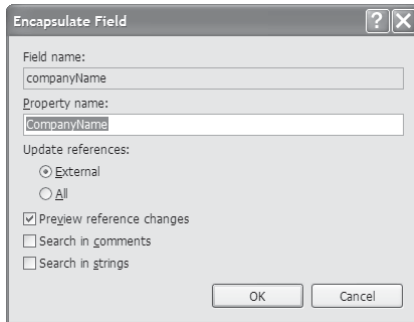 Encapsulate Field
Field name:
companyName
Property name:
CompanyName
Update references:
External
All
Preview reference changes
Search in comments
Search in strings
OK Cancel